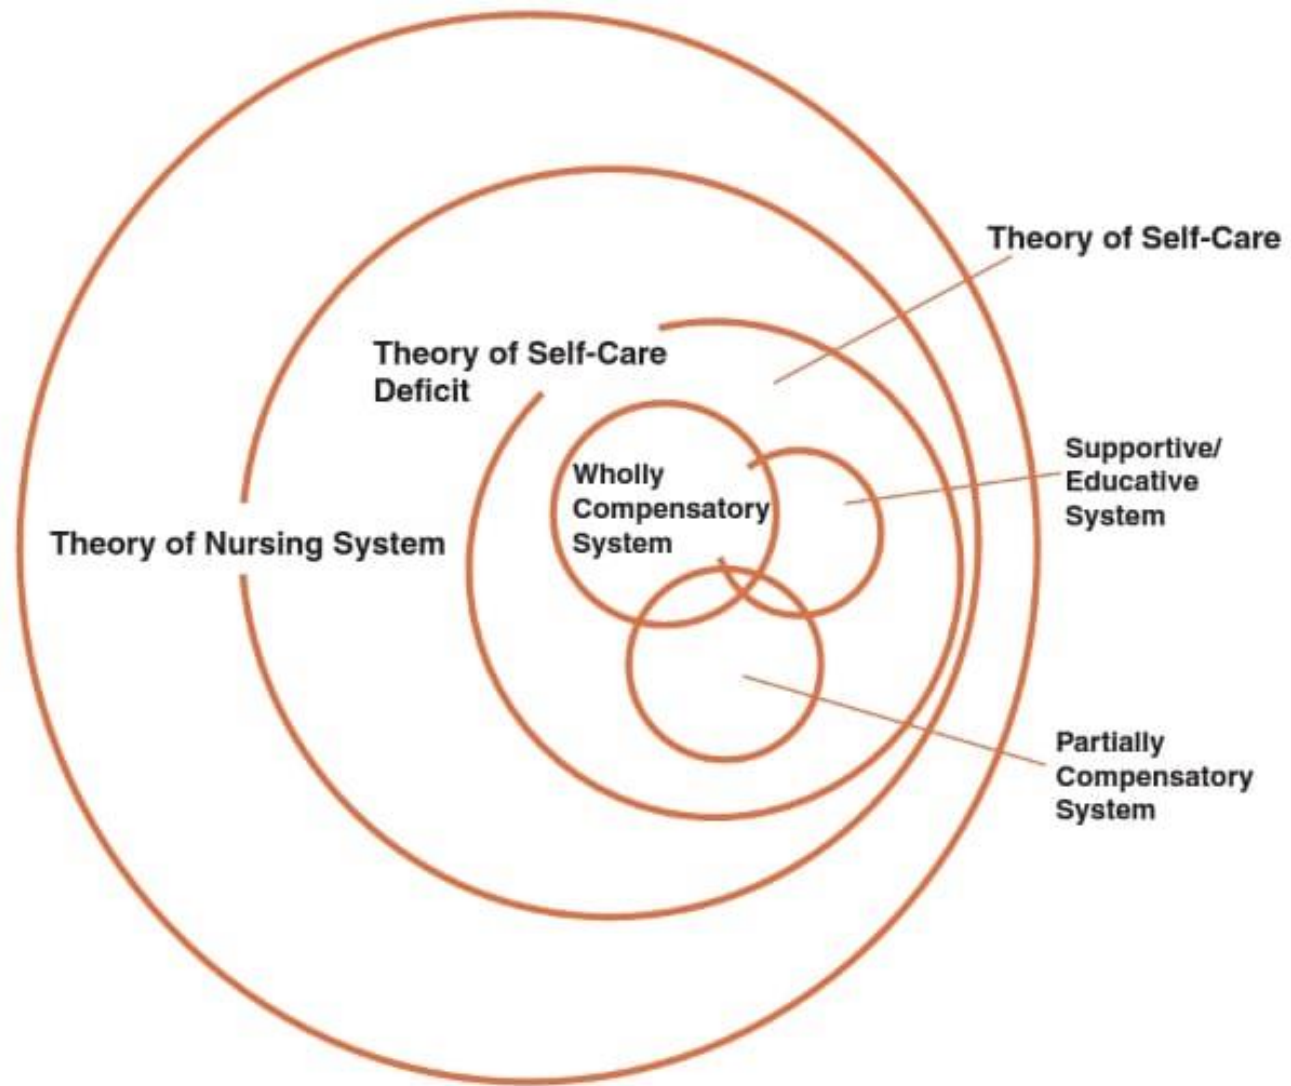 Theory of Self-Care
Theory of Self-Care
Deficit
Supportive/
Educative
System
Wholly
Compensatory
System
Theory of Nursing System
Partially
Compensatory
System